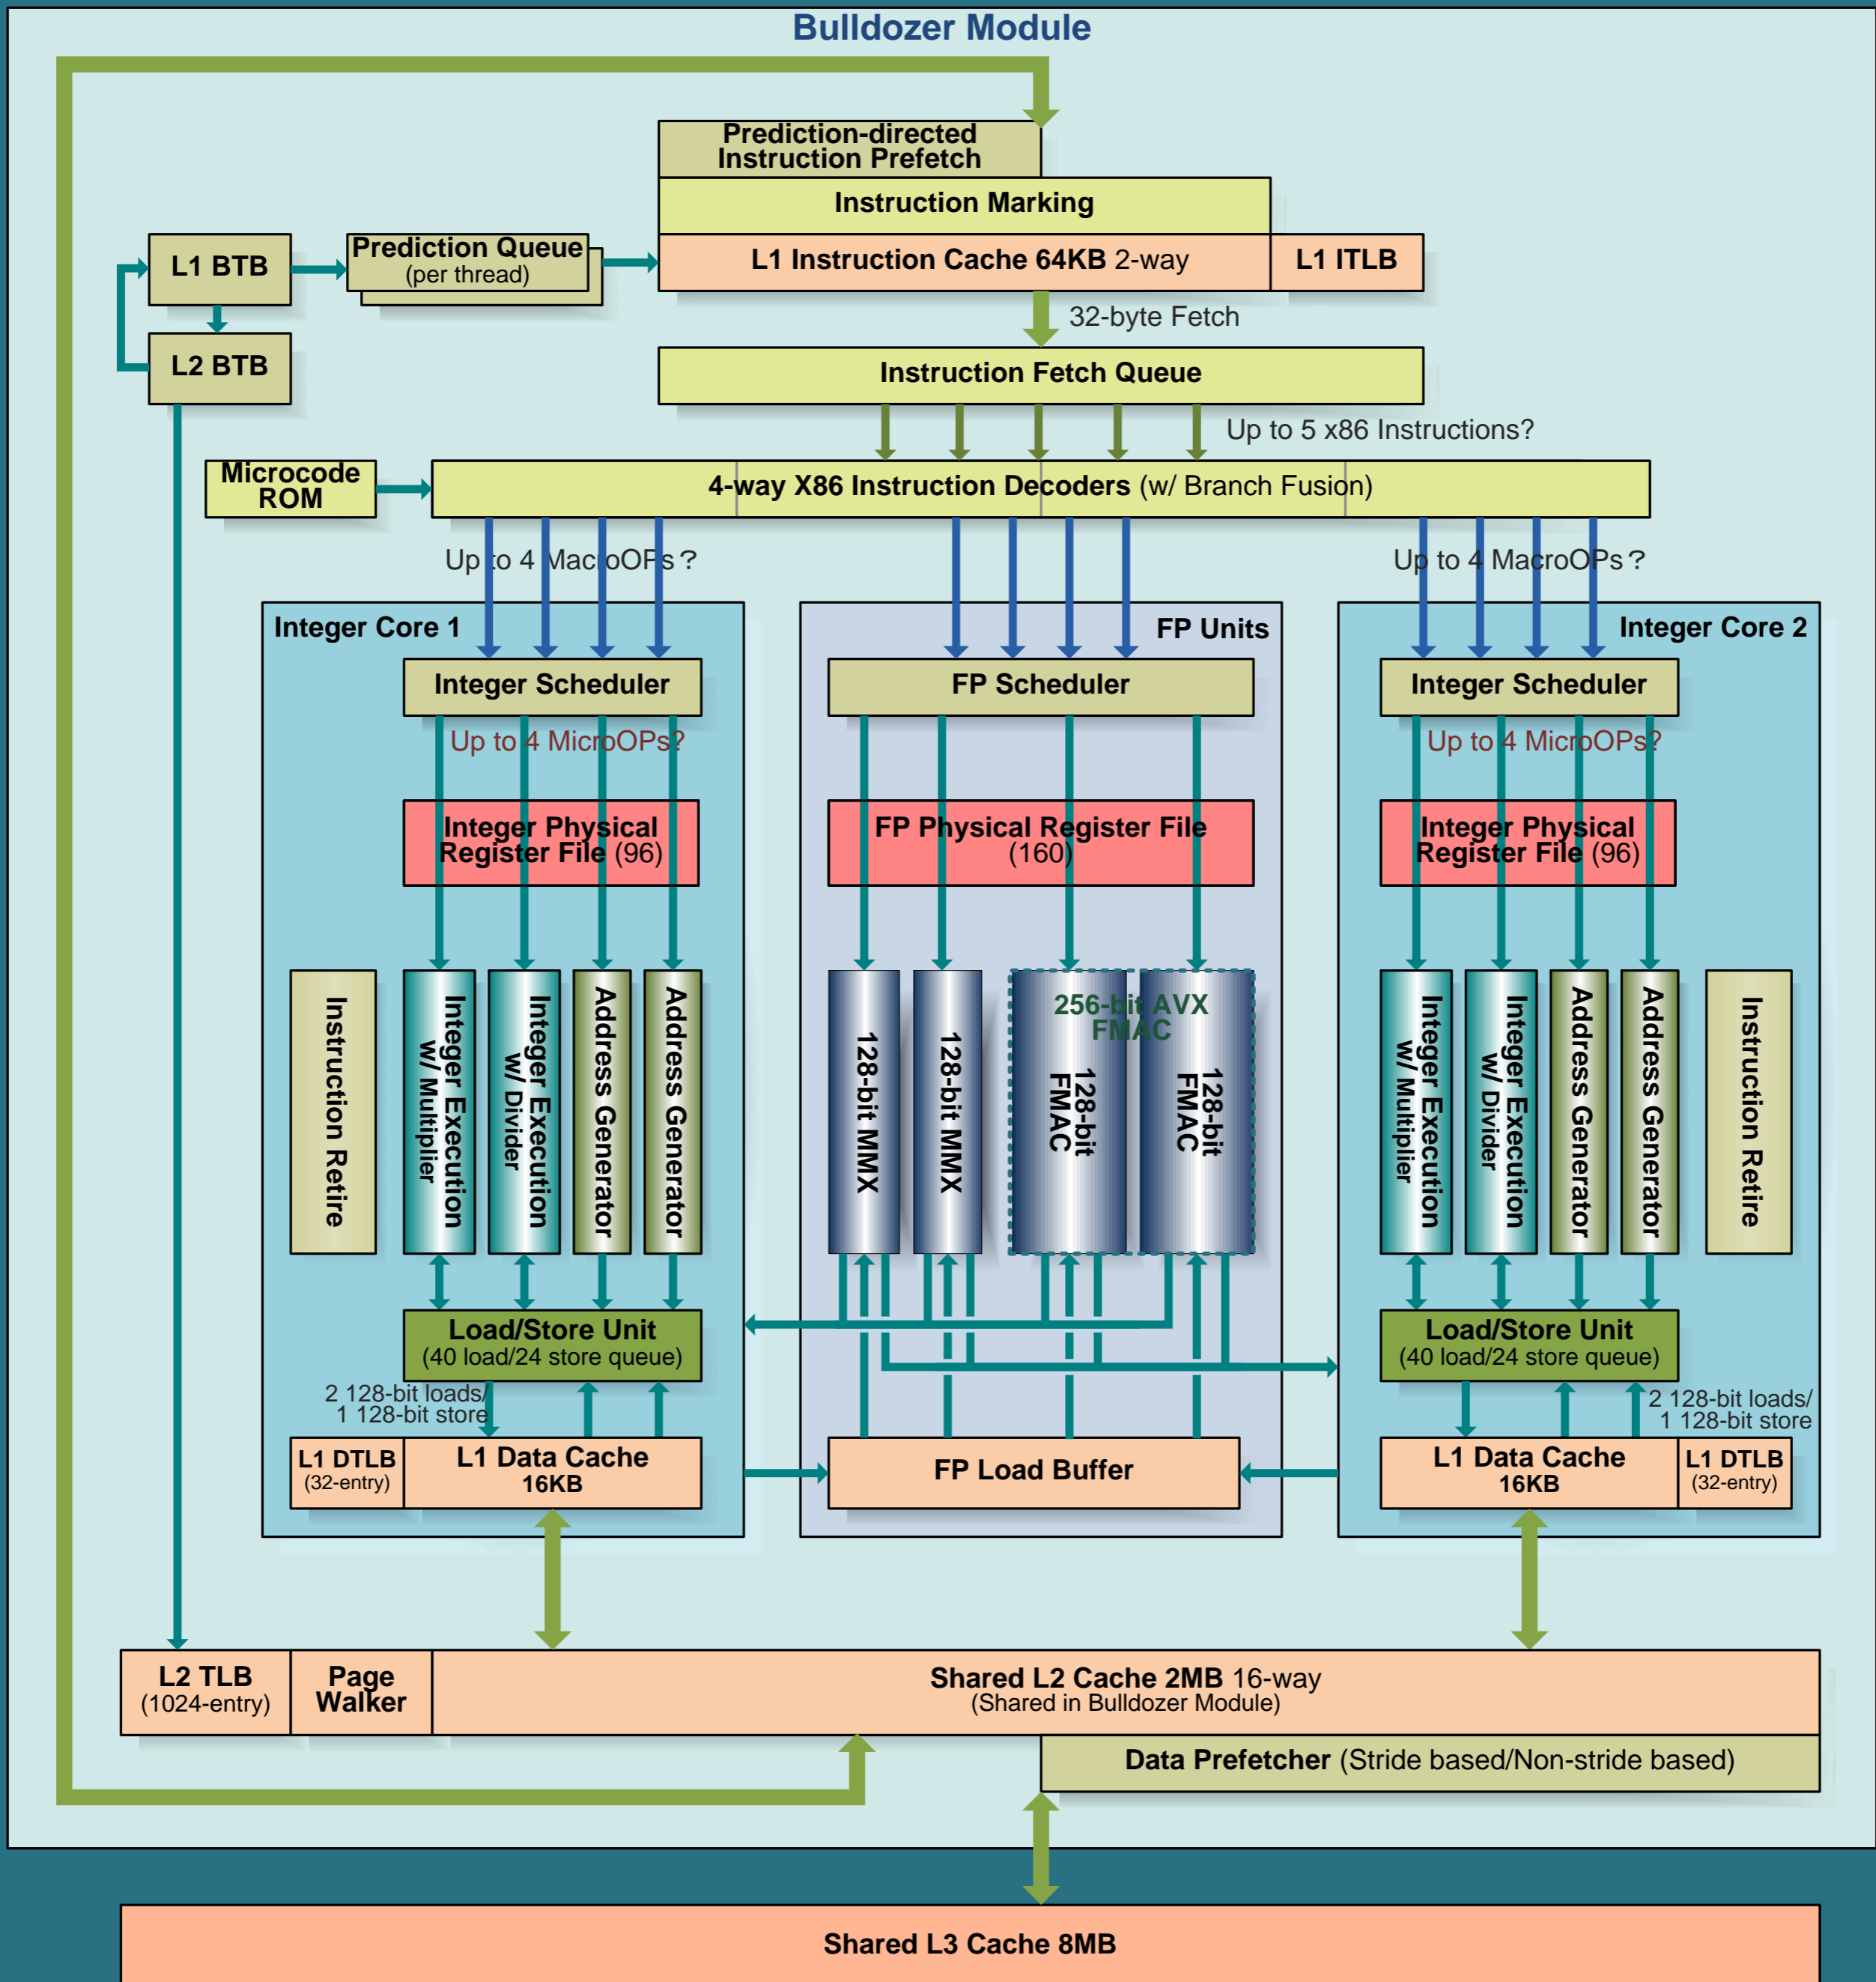 Bulldozer Module
Prediction-directed
Instruction Prefetch
Instruction Marking
L1 BTB
Prediction Queue
(per thread)
L1 Instruction Cache 64KB 2-way
L1 ITLB
32-byte Fetch
L2 BTB
Instruction Fetch Queue
Up to 5 x86 Instructions?
Microcode
ROM
4-way X86 Instruction Decoders (w/ Branch Fusion)
Up to 4 MacroOPs ?
Up to 4 MacroOPs ?
Integer Core 1
Integer Scheduler
Up to 4 MicroOPs?
Integer Physical
Register File (96)
Instruction Retire
Integer Execution
w/ Multiplier
Integer Execution
w/ Divider
Address Generator
Address Generator
Load/Store Unit
(40 load/24 store queue)
2 128-bit loads/
1 128-bit store
L1 DTLB
(32-entry)
L1 Data Cache
16KB
FP Units
FP Scheduler
FP Physical Register File
(160)
128-bit MMX
128-bit MMX
256-bit AVX
FMAC
128-bit
FMAC
128-bit
FMAC
FP Load Buffer
Integer Core 2
Integer Scheduler
Up to 4 MicroOPs?
Integer Physical
Register File (96)
Integer Execution
w/ Multiplier
Integer Execution
w/ Divider
Address Generator
Address Generator
Instruction Retire
Load/Store Unit
(40 load/24 store queue)
2 128-bit loads/
1 128-bit store
L1 Data Cache
16KB
L1 DTLB
(32-entry)
L2 TLB
(1024-entry)
Page
Walker
Shared L2 Cache 2MB 16-way
(Shared in Bulldozer Module)
Data Prefetcher (Stride based/Non-stride based)
Shared L3 Cache 8MB